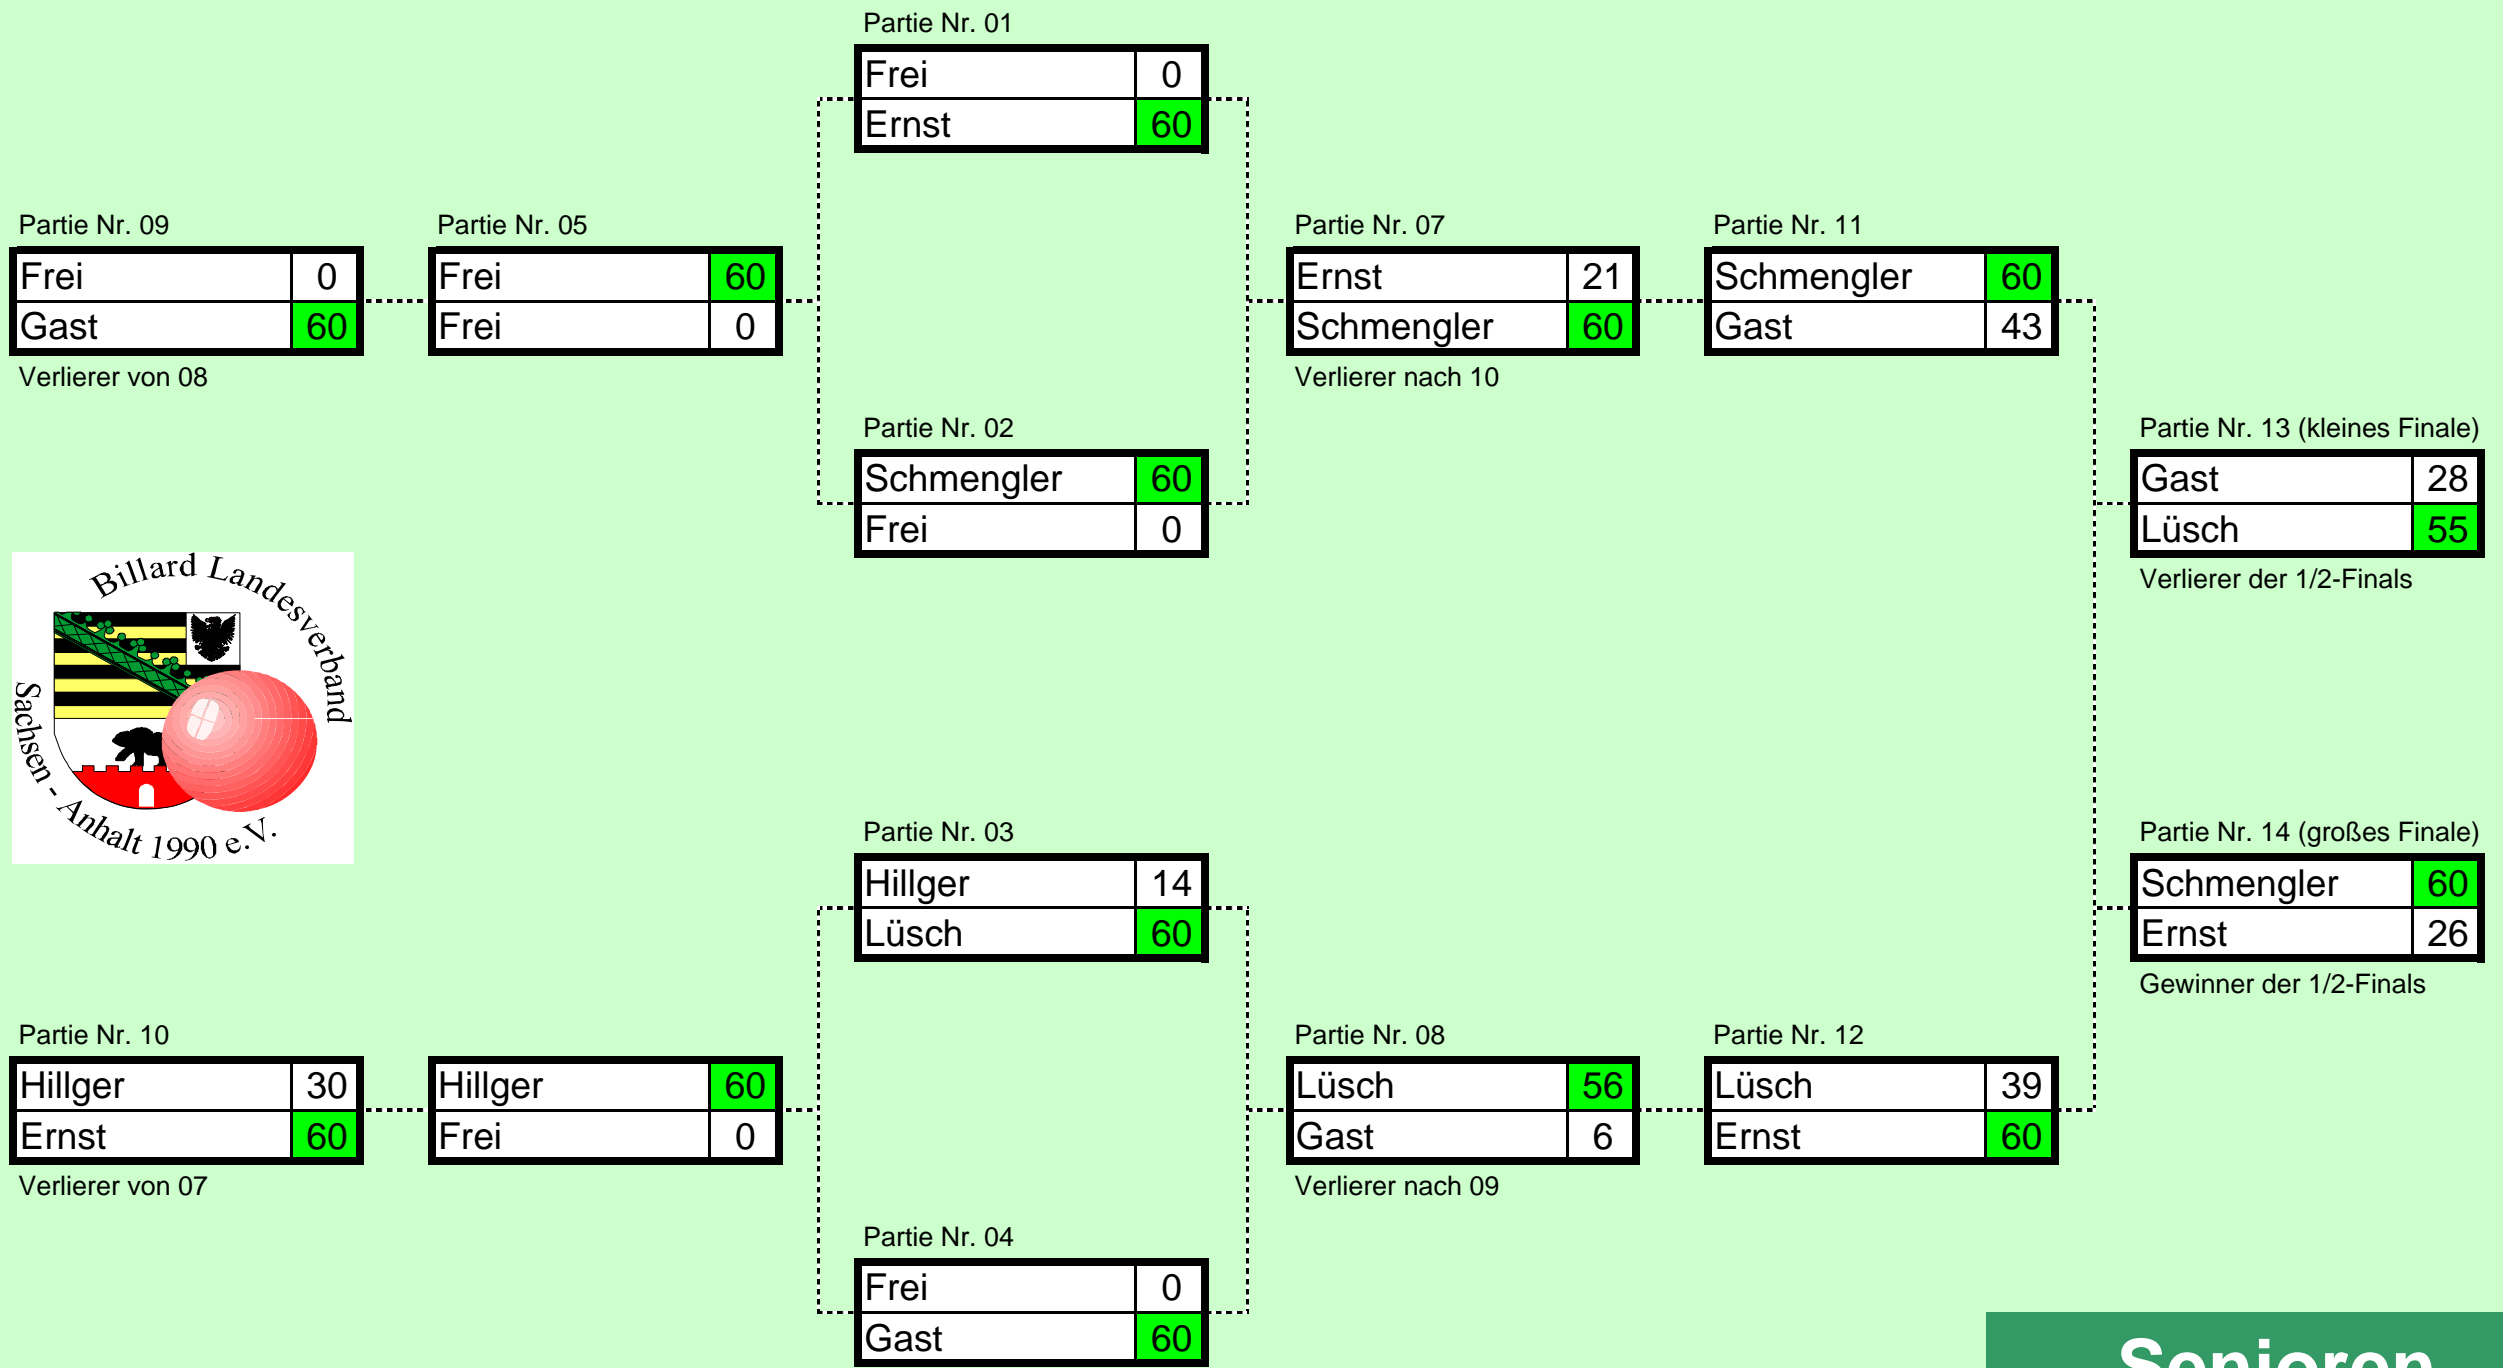 Partie Nr. 01
Frei 0
Ernst 60
Partie Nr. 09
Frei 0
Gast 60
Verlierer von 08
Partie Nr. 05
Frei 60
Frei 0
Partie Nr. 07
Ernst 21
Schmengler 60
Verlierer nach 10
Partie Nr. 11
Schmengler 60
Gast 43
Partie Nr. 02
Schmengler 60
Frei 0
Partie Nr. 13 (kleines Finale)
Gast 28
Lüsch 55
Verlierer der 1/2-Finals
Billard Landesverband
Sachsen - Anhalt 1990 e.V.
Partie Nr. 03
Hillger 14
Lüsch 60
Partie Nr. 14 (großes Finale)
Schmengler 60
Ernst 26
Gewinner der 1/2-Finals
Partie Nr. 10
Hillger 30
Ernst 60
Verlierer von 07
Hillger 60
Frei 0
Partie Nr. 08
Lüsch 56
Gast 6
Verlierer nach 09
Partie Nr. 12
Lüsch 39
Ernst 60
Partie Nr. 04
Frei 0
Gast 60
Senioren